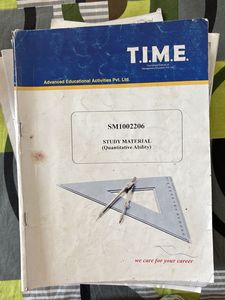 T.I.M.E.
Advanced Educational Activities Pvt. Ltd.
SM1002206
STUDY MATERIAL
(Quantitative Ability)
we care for your career